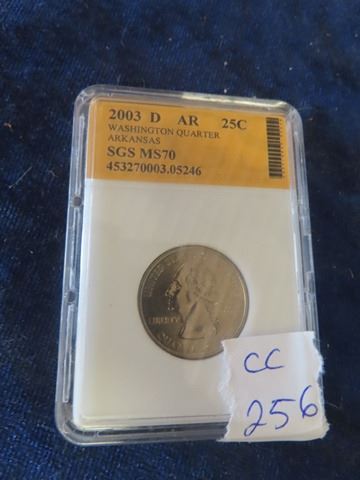 2003 D AR 25C
WASHINGTON QUARTER
ARKANSAS
SGS MS70
453270003.05246
LIBERTY
CC
256